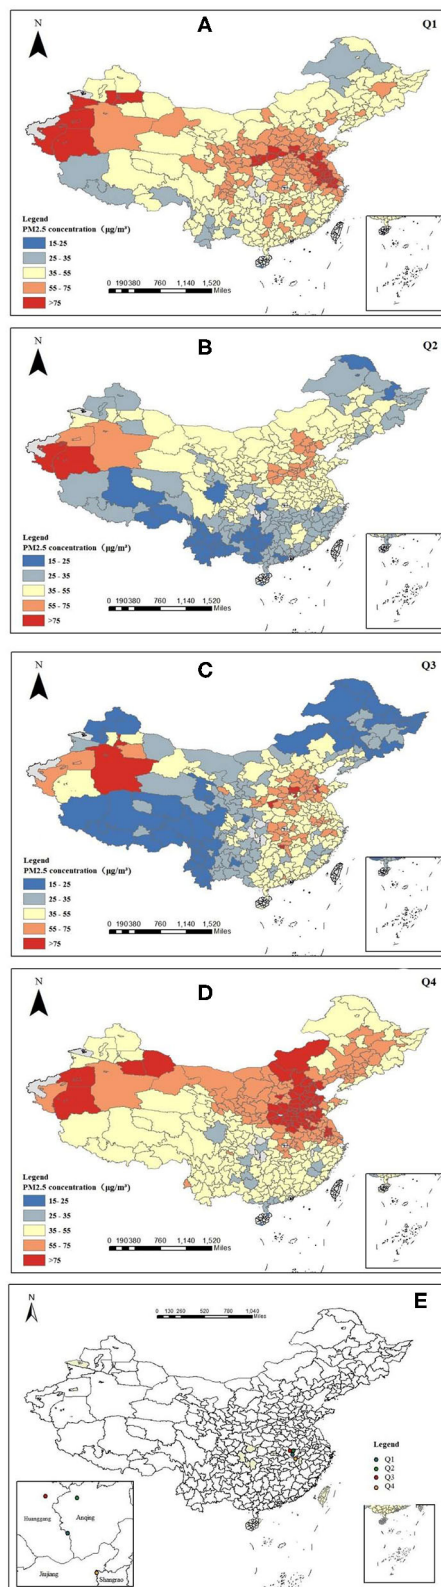 A
Q1
N
Legend
PM2.5 concentration (μg/m³)
15-25
25 - 35
35 - 55
55 - 75
>75
0 190380 760 1,140 1,520
Miles
B
Q2
N
Legend
PM2.5 concentration (μg/m³)
15 - 25
25 - 35
35 - 55
55 - 75
>75
0 190380 760 1,140 1,520
Miles
C
Q3
N
Legend
PM2.5 concentration (μg/m³)
15 - 25
25 - 35
35 - 55
55 - 75
>75
0 190380 760 1,140 1,520
Miles
D
Q4
N
Legend
PM2.5 concentration (μg/m³)
15- 25
25 - 35
35 - 55
55 - 75
>75
0 190380 760 1,140 1,520
Miles
E
N
0 130 260 520 780 1,040
Miles
Legend
Q1
Q2
Q3
Q4
Huanggang
Anqing
Jiujiang
Shangrao